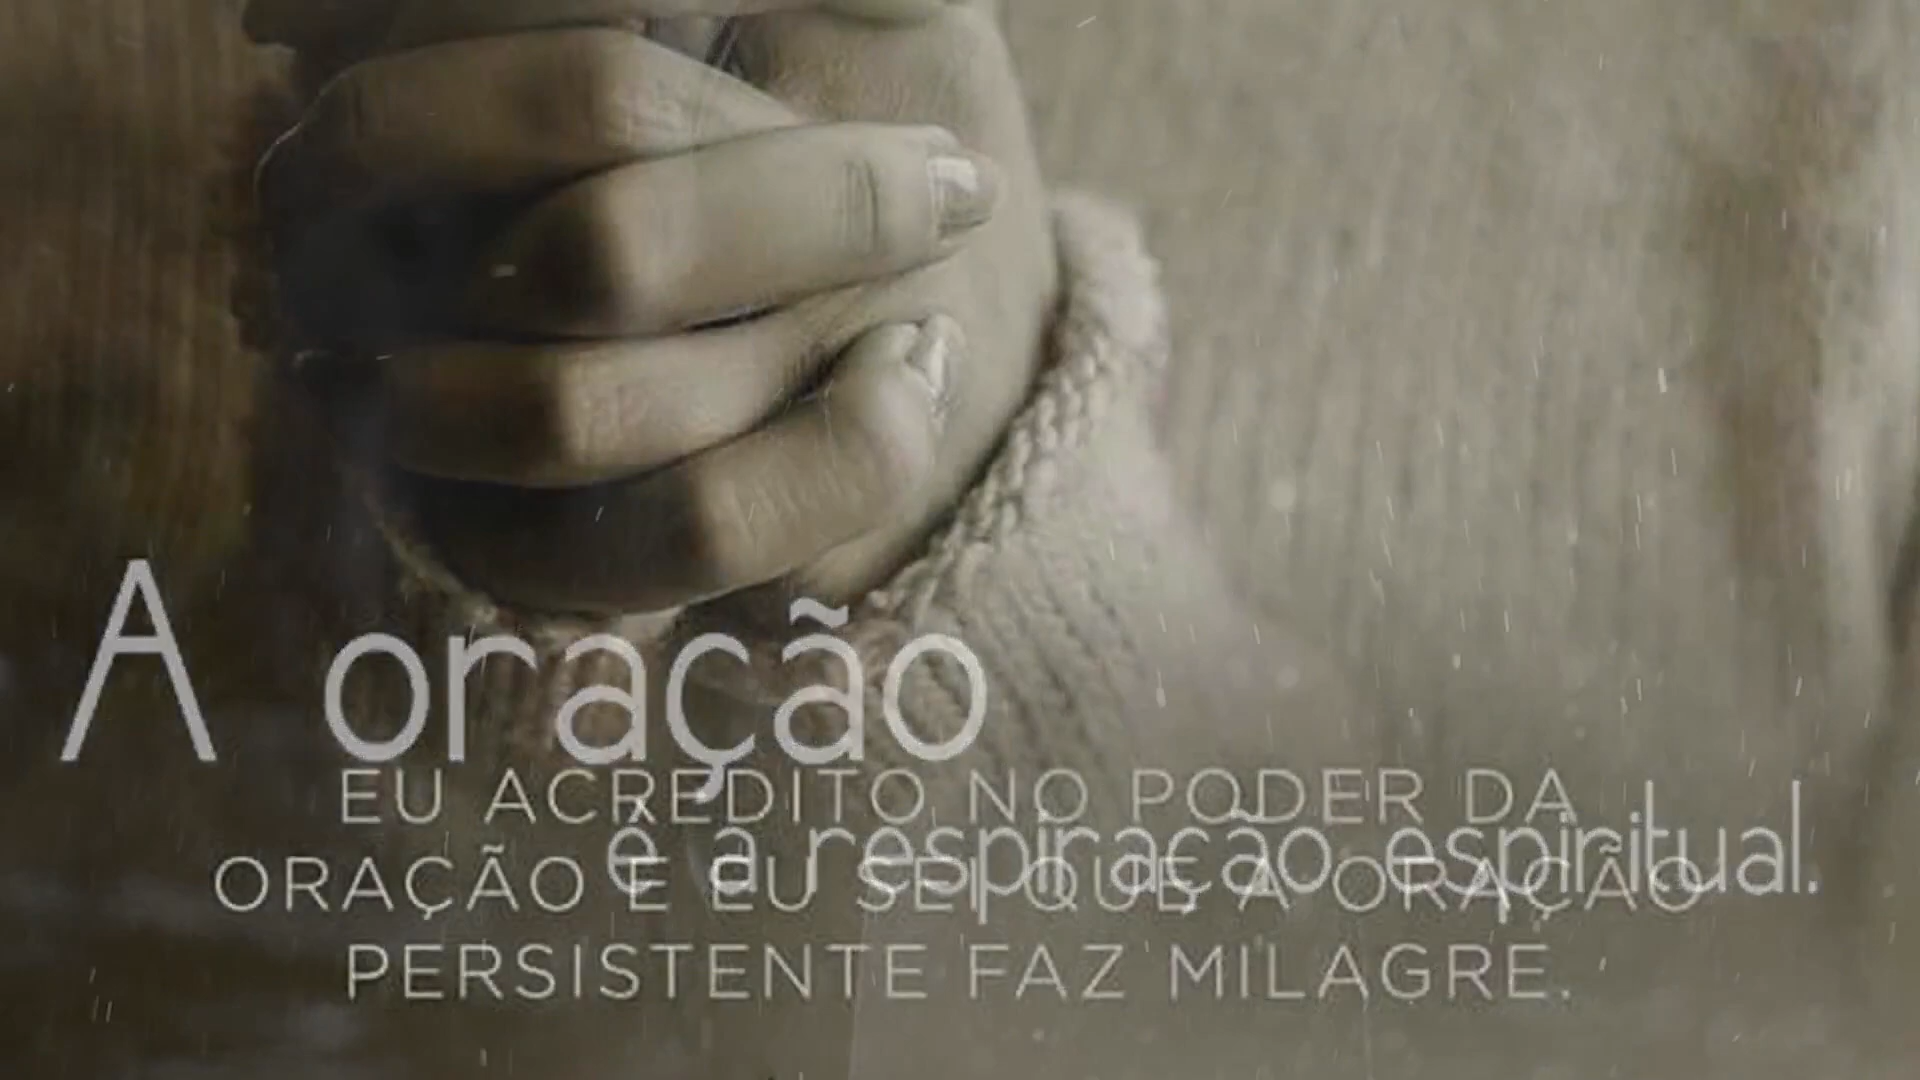 A oração
é a respiração espiritual.
EU ACREDITO NO PODER DA
ORAÇÃO E EU SEI QUE A ORAÇÃO
PERSISTENTE FAZ MILAGRE.